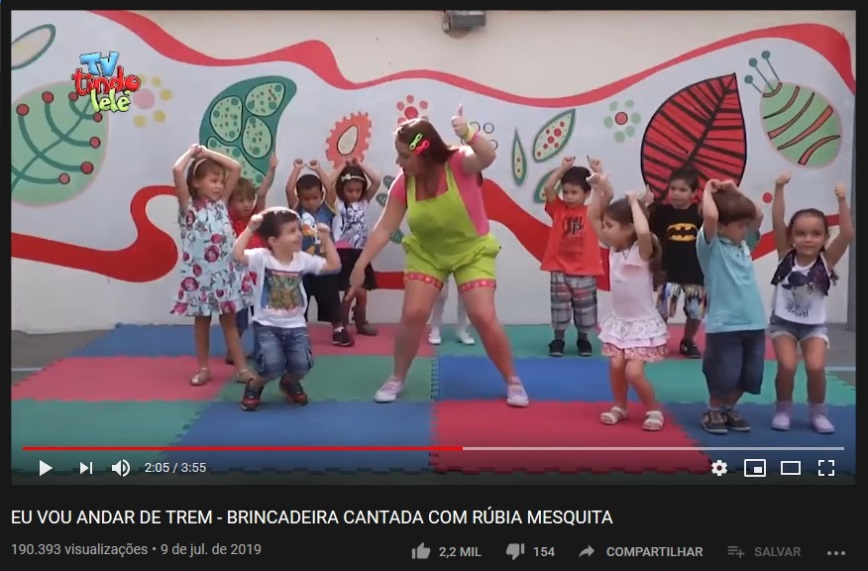 TV
tindo
lelê
2:05 / 3:55
EU VOU ANDAR DE TREM - BRINCADEIRA CANTADA COM RÚBIA MESQUITA
190.393 visualizações • 9 de jul. de 2019
2,2 MIL
154
COMPARTILHAR
SALVAR